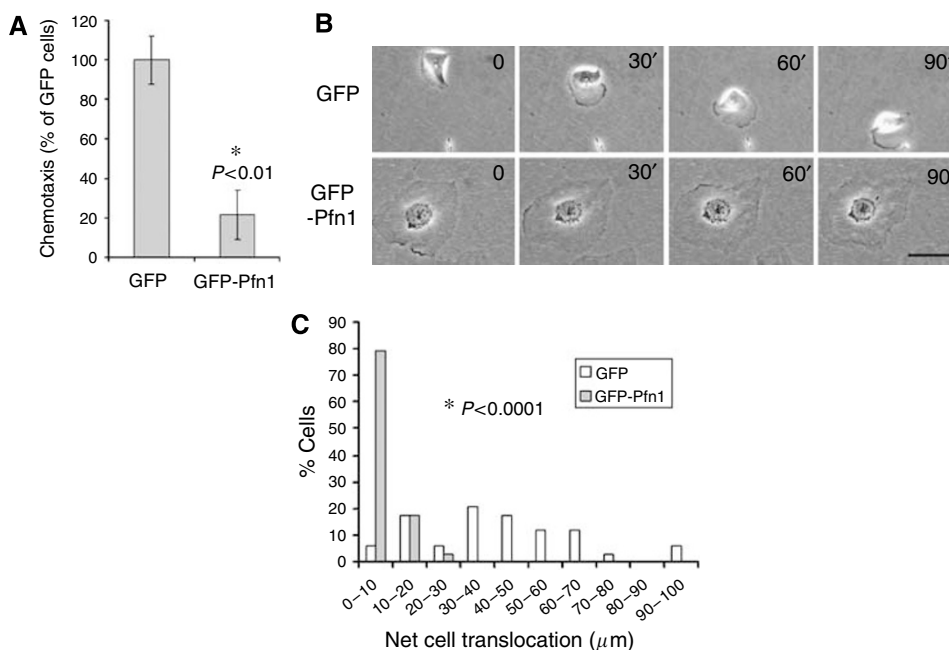 A
Chemotaxis (% of GFP cells)
120
100
80
60
40
20
0
*
P<0.01
GFP
GFP-Pfn1
B
GFP
0
30′
60′
90′
GFP
-Pfn1
0
30′
60′
90
C
% Cells
90
80
70
60
50
40
30
20
10
0
GFP
GFP-Pfn1
* P<0.0001
0–10
10–20
20–30
30–40
40–50
50–60
60–70
70–80
80–90
90–100
Net cell translocation (μm)